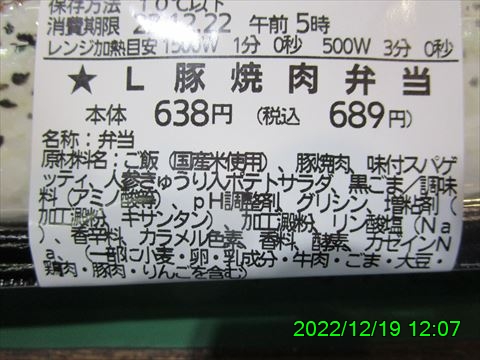 保存方法 10℃以下
消費期限 22.12.22 午前5時
レンジ加熱目安 1500W 1分 0秒 500W 3分 0秒
★L豚焼肉弁当
本体 638円 (税込 689円)
名称:弁当
原材料名:ご飯(国産米使用)、豚焼肉、味付スパゲ
ッティ、人参きゅうり入ポテトサラダ、黒ごま/調味
料(アミノ酸等)、pH調整剤、グリシン、増粘剤(
加工澱粉、キサンタン)、加工澱粉、リン酸塩(Na
)、香辛料、カラメル色素、香料、酵素、カゼインN
a、(一部に小麦・卵・乳成分・牛肉・ごま・大豆・
鶏肉・豚肉・りんごを含む)
2022/12/19 12:07